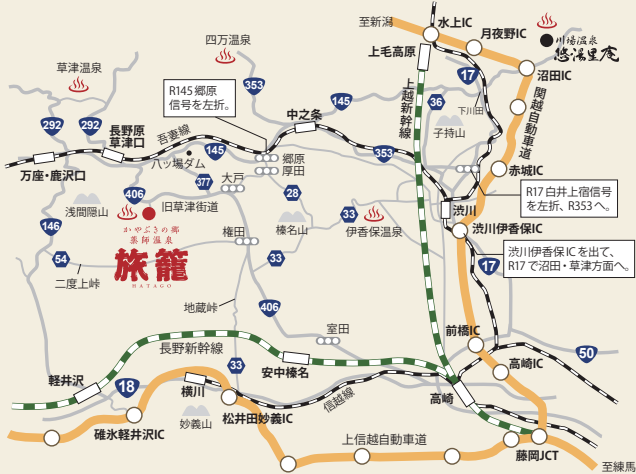 至新潟
水上IC
月夜野IC
川場温泉
悠湯里庵
四万温泉
上毛高原
草津温泉
17
沼田IC
353
R145郷原
信号を左折。
上越新幹線
関越自動車道
36
下川田
145
中之条
子持山
292
292
長野原
草津口
吾妻線
145
353
万座・鹿沢口
八ッ場ダム
郷原
厚田
赤城IC
377
大戸
R17白井上宿信号
を左折、R353へ。
406
旧草津街道
28
浅間隠山
33
渋川
146
かやぶきの郷
薬師温泉
旅籠
HATAGO
権田
榛名山
伊香保温泉
渋川伊香保IC
54
33
17
渋川伊香保ICを出て、
R17で沼田・草津方面へ。
二度上峠
地蔵峠
406
室田
前橋IC
長野新幹線
50
33
安中榛名
高崎IC
軽井沢
18
横川
信越線
高崎
松井田妙義IC
碓氷軽井沢IC
妙義山
上信越自動車道
藤岡JCT
至練馬